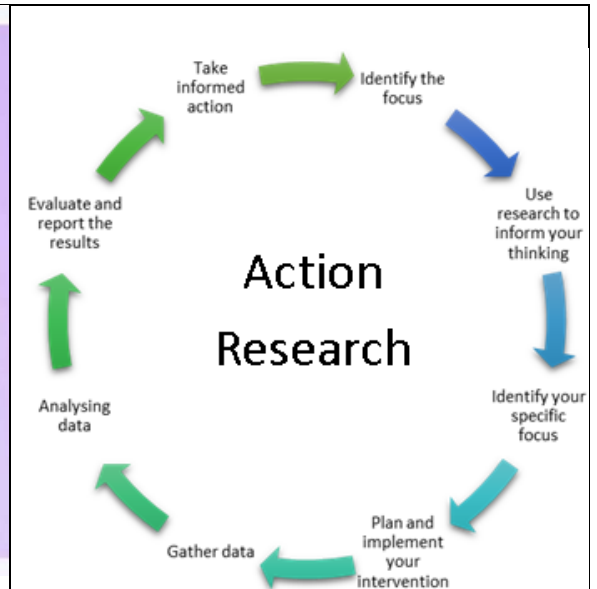 Take
informed
action
Identify the
focus
Use
research to
inform your
thinking
Identify your
specific
focus
Plan and
implement
your
intervention
Gather data
Analysing
data
Evaluate and
report the
results
Action
Research